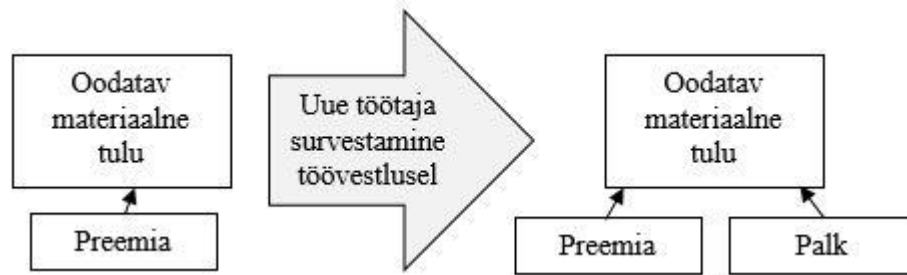 Oodatav
materiaalne
tulu
Preemia
Uue töötaja
survestamine
töövestlusel
Oodatav
materiaalne
tulu
Preemia
Palk